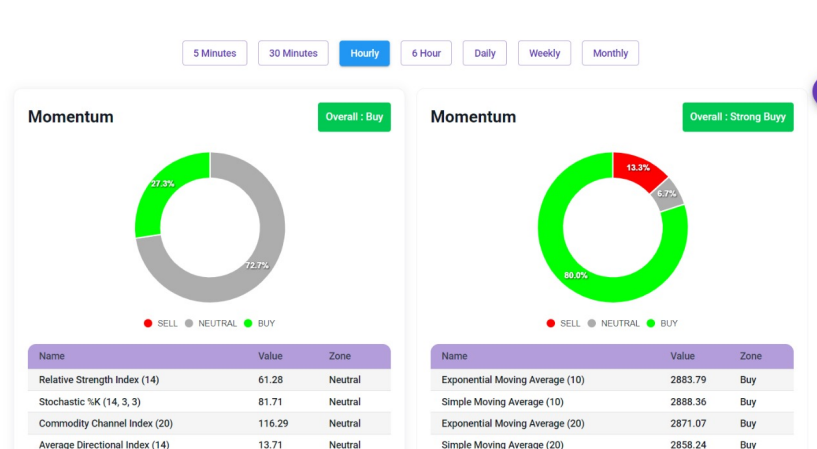 5 Minutes 30 Minutes Hourly 6 Hour Daily Weekly Monthly
Momentum Overall : Buy
27.3%
72.7%
SELL NEUTRAL BUY
Name Value Zone
Relative Strength Index (14) 61.28 Neutral
Stochastic %K (14, 3, 3) 81.71 Neutral
Commodity Channel Index (20) 116.29 Neutral
Average Directional Index (14) 13.71 Neutral
Momentum Overall : Strong Buyy
13.3%
6.7%
80.0%
SELL NEUTRAL BUY
Name Value Zone
Exponential Moving Average (10) 2883.79 Buy
Simple Moving Average (10) 2888.36 Buy
Exponential Moving Average (20) 2871.07 Buy
Simple Moving Average (20) 2858.24 Buy